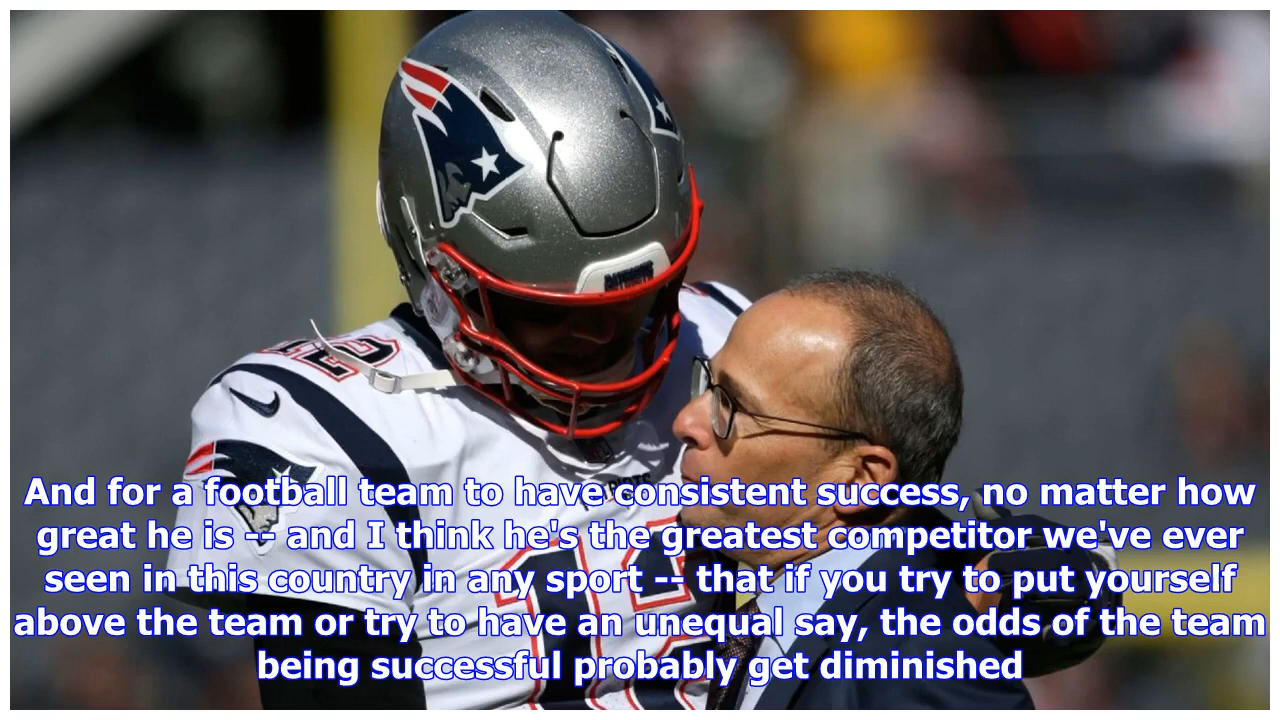 12
PATRIOTS
And for a football team to have consistent success, no matter how
great he is -- and I think he's the greatest competitor we've ever
seen in this country in any sport -- that if you try to put yourself
above the team or try to have an unequal say, the odds of the team
being successful probably get diminished
12